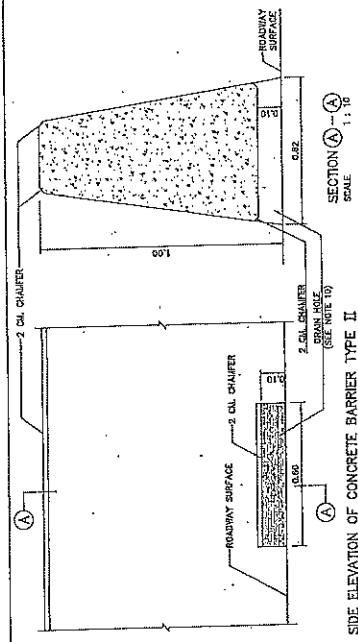 2 CM. CHAMFER
ROADWAY
SURFACE
1.00
0.10
0.62
2 CM. CHAMFER
DRAIN HOLE
(SEE NOTE 10)
SECTION A - A
SCALE 1 : 10
A
2 CM. CHAMFER
ROADWAY SURFACE
0.10
0.60
A
SIDE ELEVATION OF CONCRETE BARRIER TYPE II